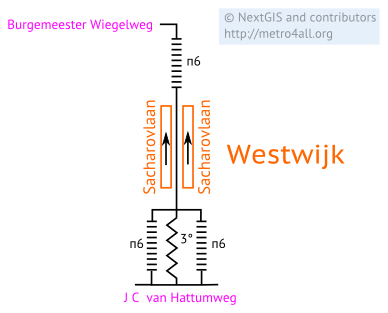 © NextGIS and contributors
http://metro4all.org
Burgemeester Wiegelweg
п6
Sacharovlaan
Sacharovlaan
Westwijk
п6
3°
п6
J C van Hattumweg